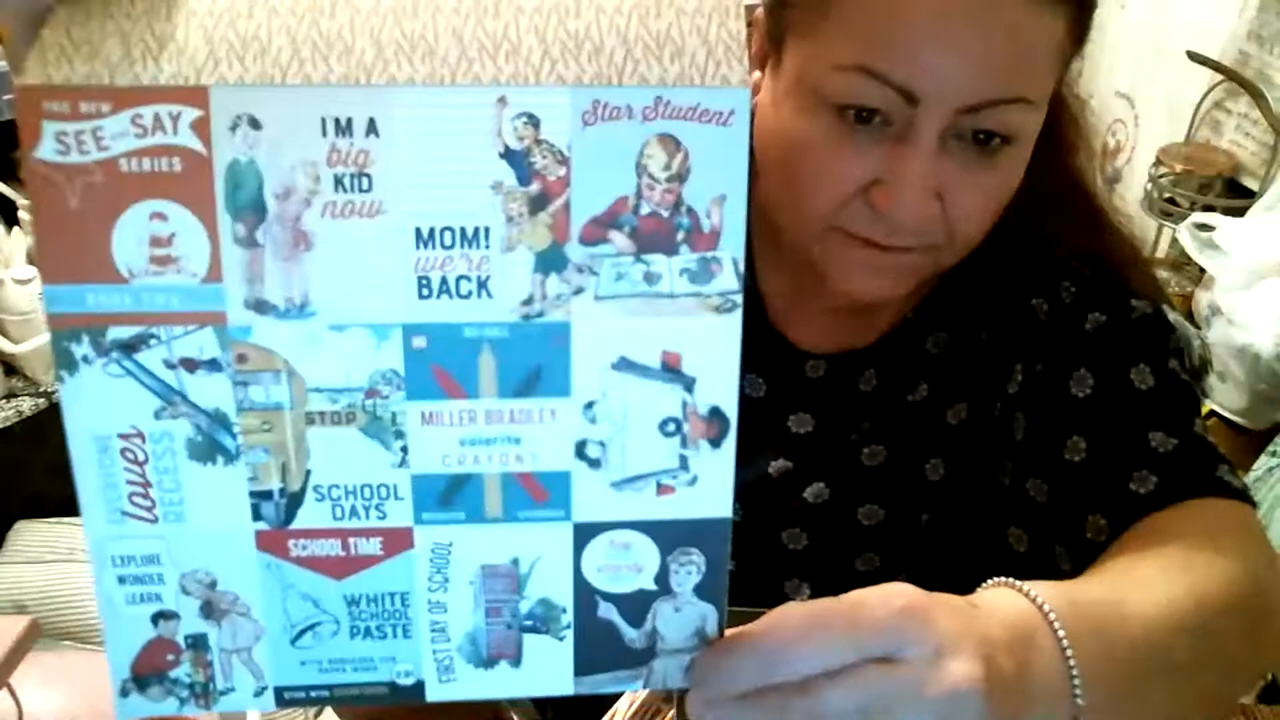 THE NEW
SEE and SAY
SERIES
BOOK TWO
I'M A
big
KID
now
MOM!
we're
BACK
Star Student
EVERYONE
loves
RECESS
STOP
SCHOOL
DAYS
MILLER BRADLEY
CRAYONS
EXPLORE
WONDER
LEARN
SCHOOL TIME
WHITE
SCHOOL
PASTE
FIRST DAY OF SCHOOL